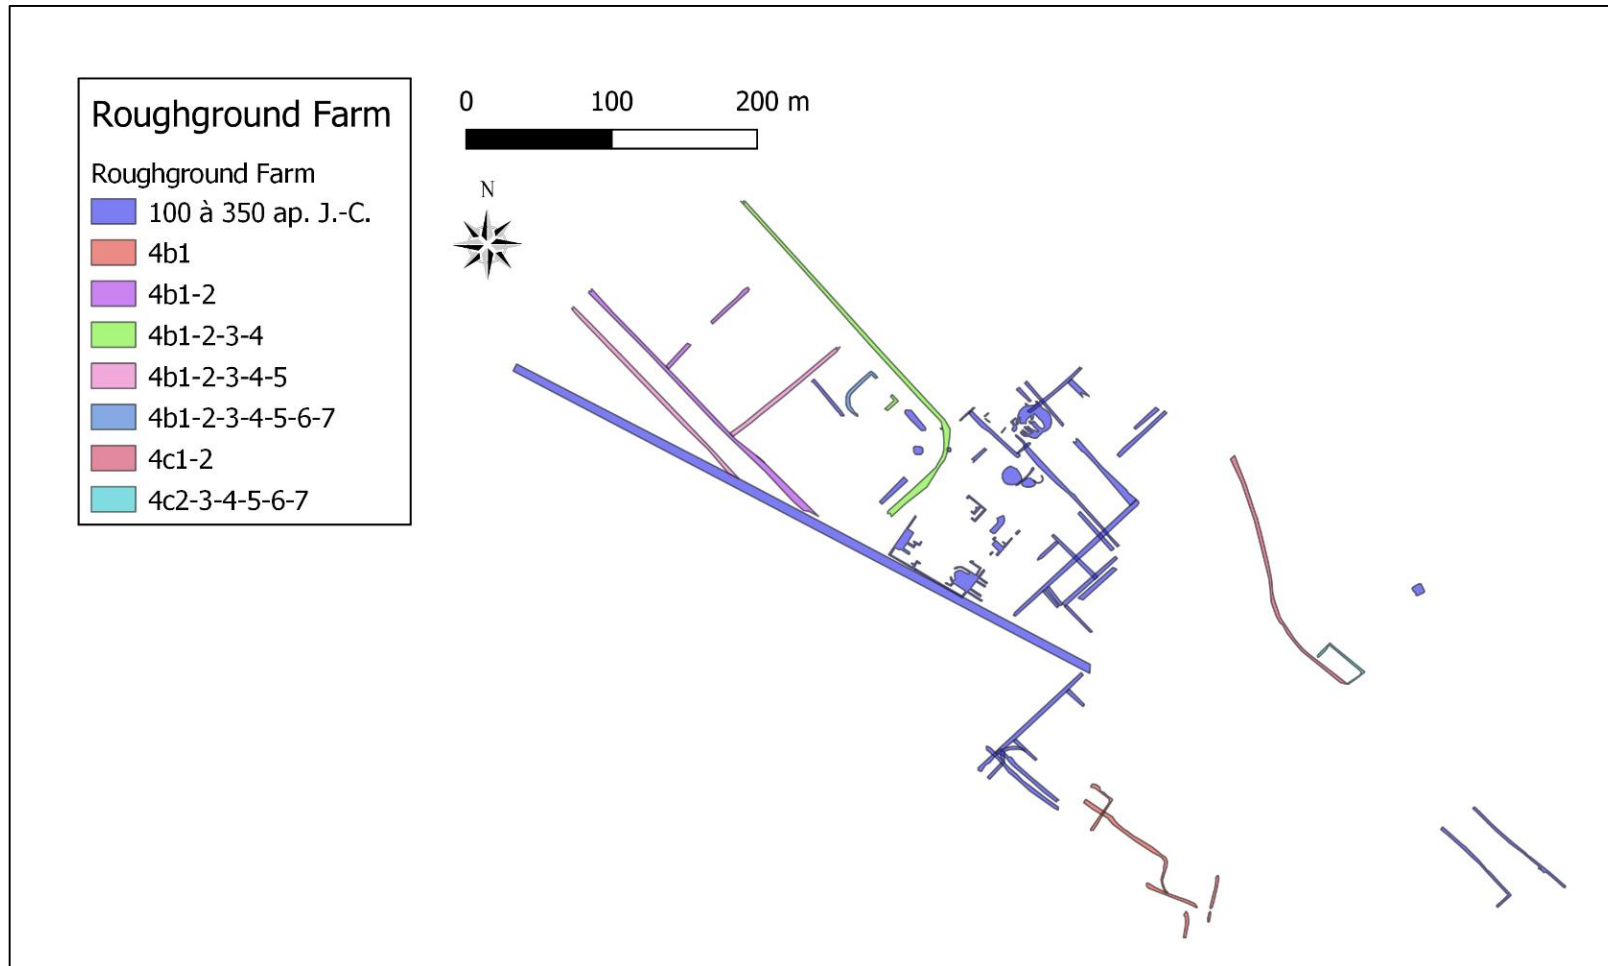 Roughground Farm
Roughground Farm
100 à 350 ap. J.-C.
4b1
4b1-2
4b1-2-3-4
4b1-2-3-4-5
4b1-2-3-4-5-6-7
4c1-2
4c2-3-4-5-6-7
0 100 200 m
N